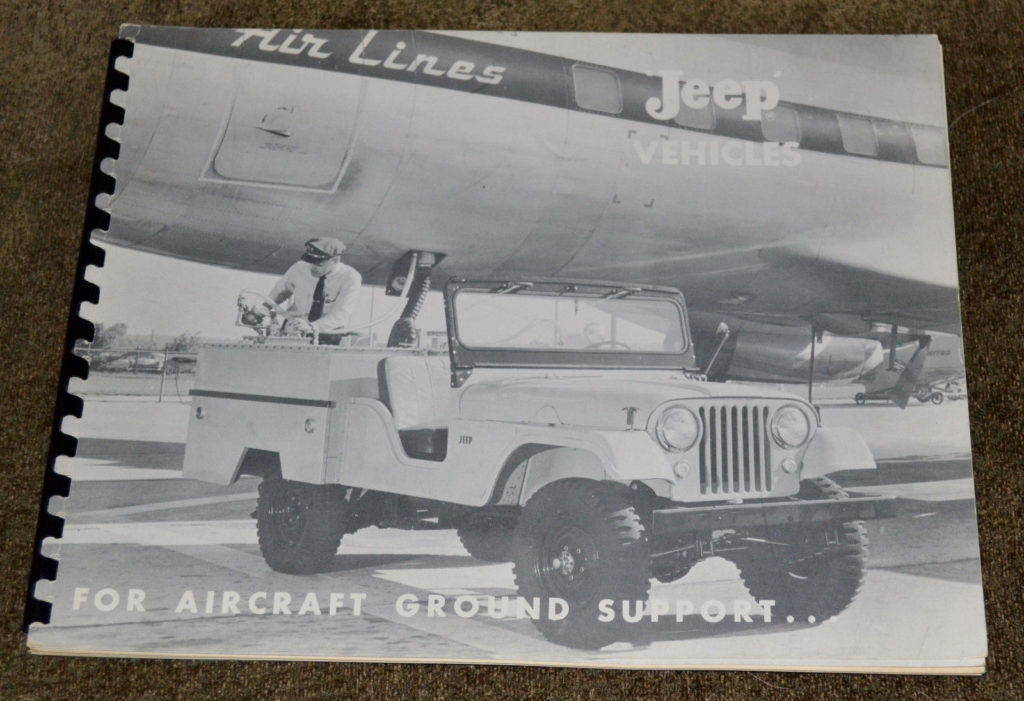 Air Lines
'Jeep'
VEHICLES
JEEP
FOR AIRCRAFT GROUND SUPPORT...